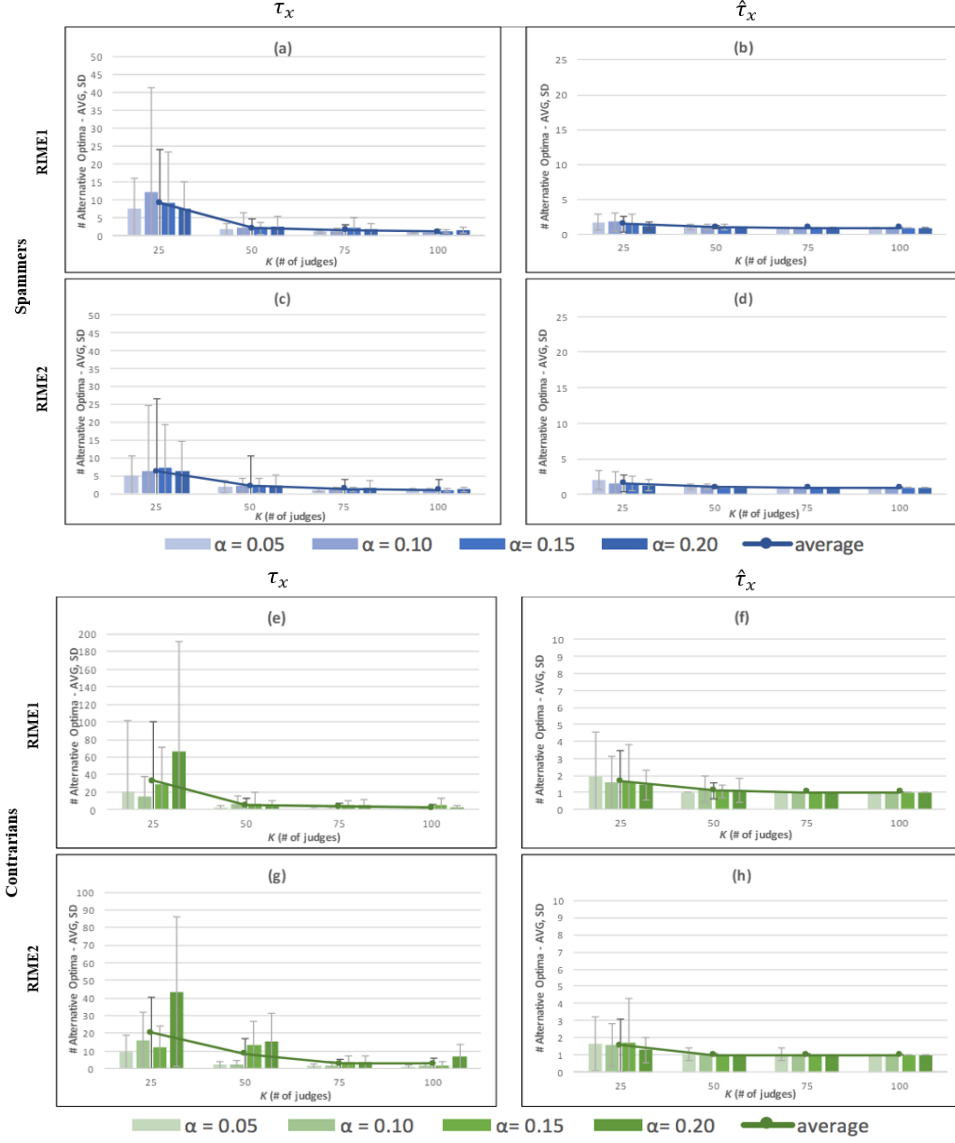 τx τ̂x
Spammers
RIME1
(a)
# Alternative Optima - AVG, SD
50
45
40
35
30
25
20
15
10
5
0
25 50 75 100
K (# of judges)
(b)
# Alternative Optima - AVG, SD
25
20
15
10
5
0
25 50 75 100
K (# of judges)
RIME2
(c)
# Alternative Optima - AVG, SD
50
45
40
35
30
25
20
15
10
5
0
25 50 75 100
K (# of judges)
(d)
# Alternative Optima - AVG, SD
25
20
15
10
5
0
25 50 75 100
K (# of judges)
α = 0.05 α = 0.10 α= 0.15 α= 0.20 average
τx τ̂x
Contrarians
RIME1
(e)
# Alternative Optima - AVG, SD
200
180
160
140
120
100
80
60
40
20
0
25 50 75 100
K (# of judges)
(f)
# Alternative Optima - AVG, SD
10
9
8
7
6
5
4
3
2
1
0
25 50 75 100
K (# of judges)
RIME2
(g)
# Alternative Optima - AVG, SD
100
90
80
70
60
50
40
30
20
10
0
25 50 75 100
K (# of judges)
(h)
# Alternative Optima - AVG, SD
10
9
8
7
6
5
4
3
2
1
0
25 50 75 100
K (# of judges)
α = 0.05 α = 0.10 α = 0.15 α= 0.20 average